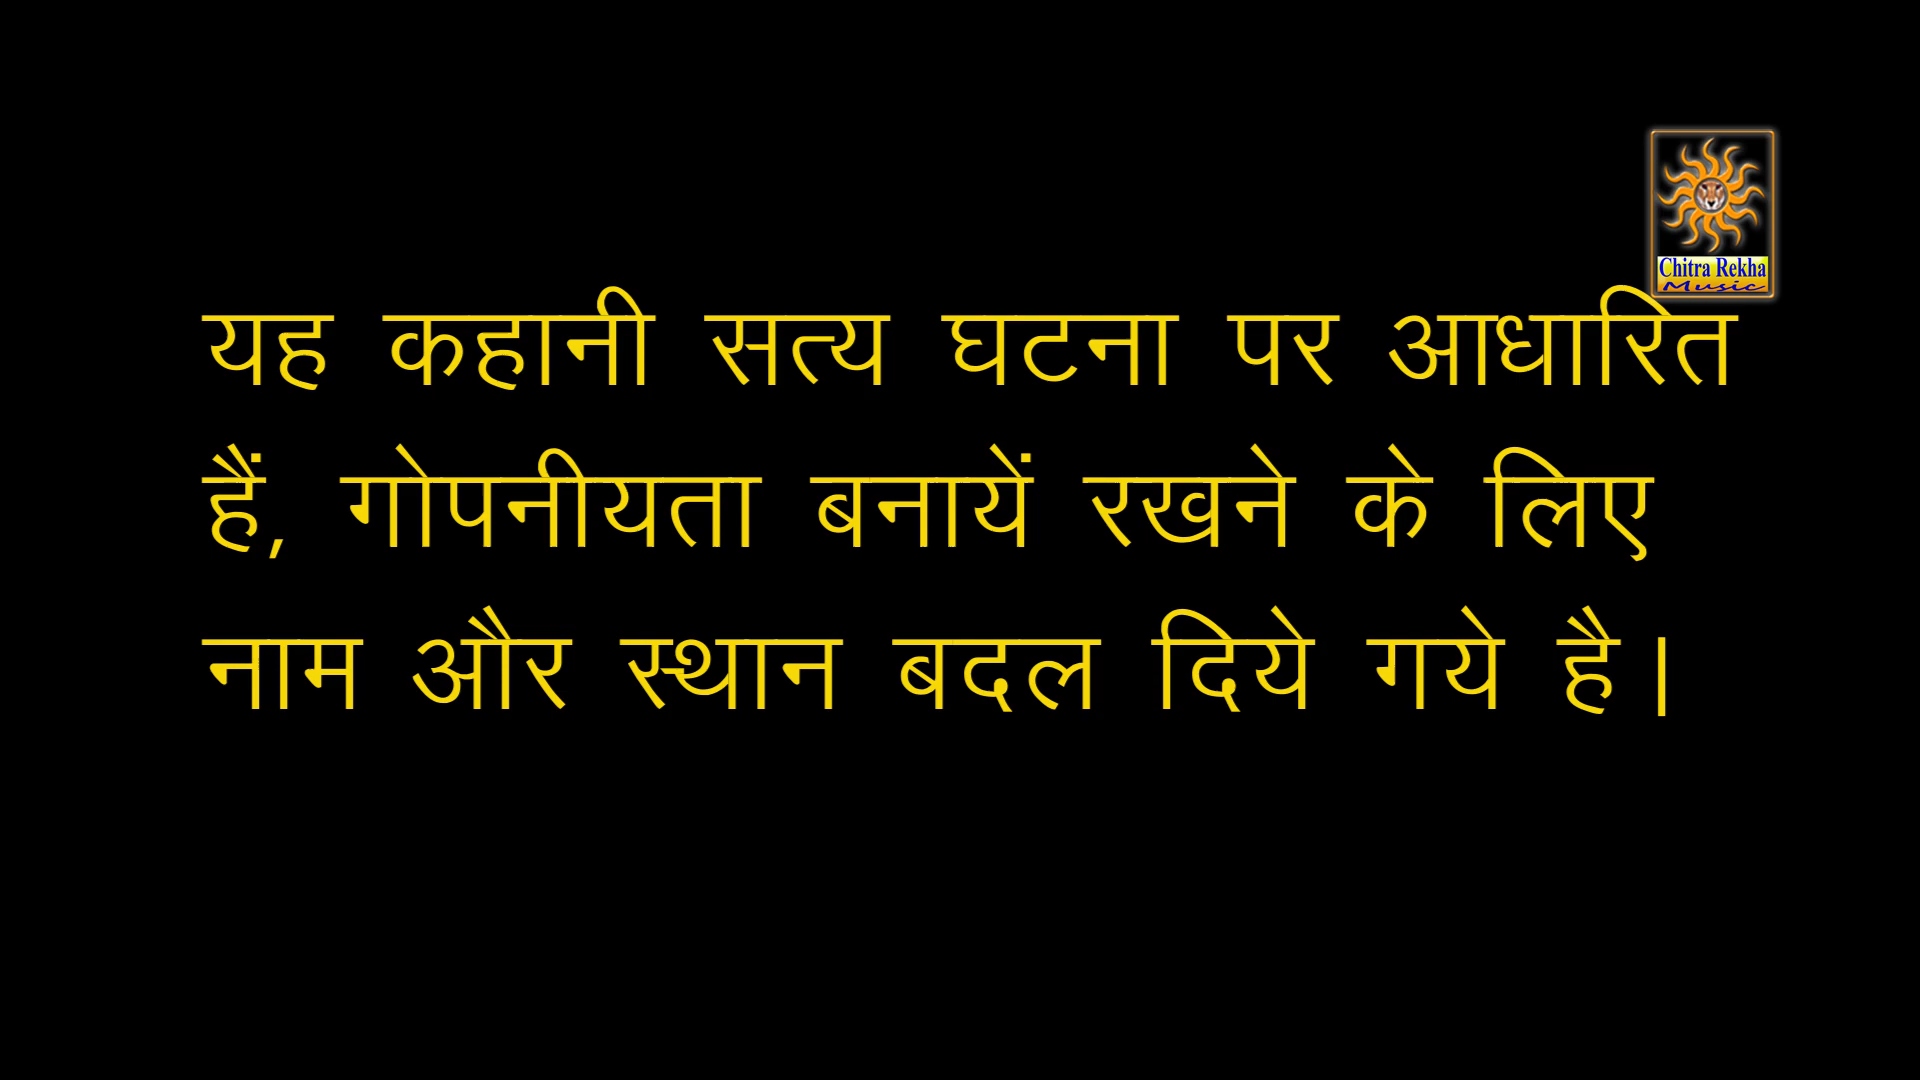 Chitra Rekha
Music
यह कहानी सत्य घटना पर आधारित
हैं, गोपनीयता बनायें रखने के लिए
नाम और स्थान बदल दिये गये है।